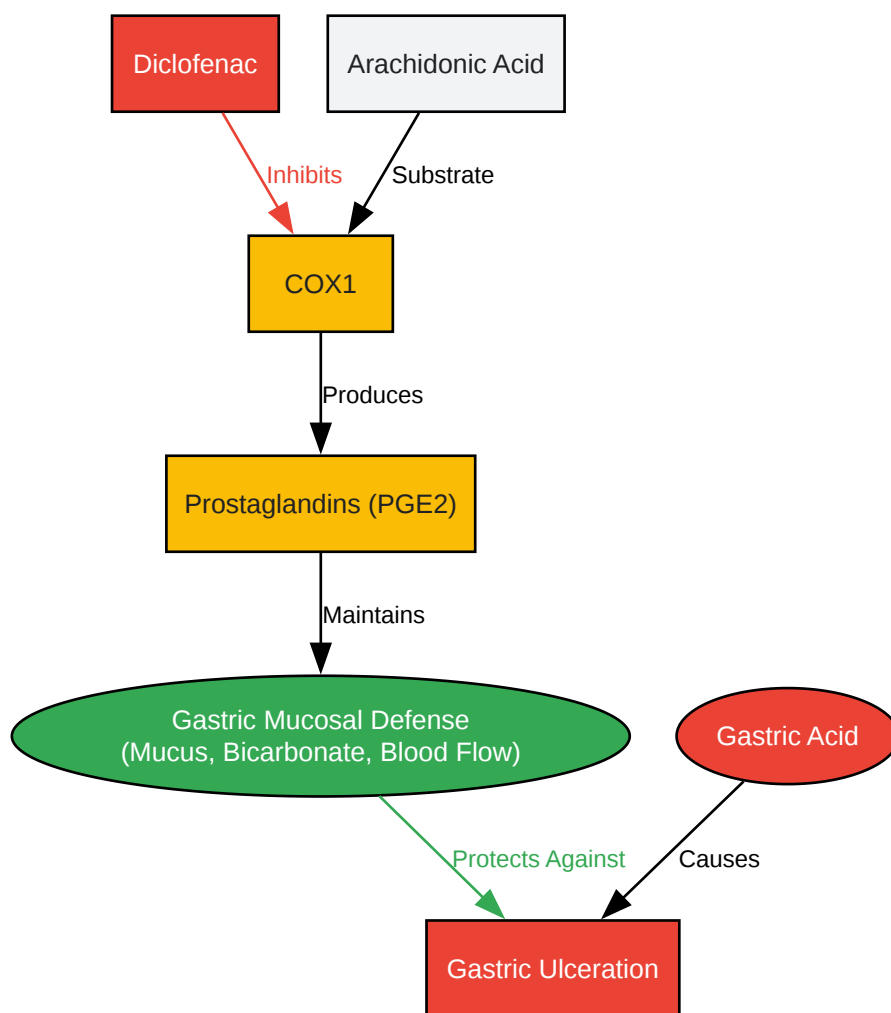 Diclofenac
Arachidonic Acid
Inhibits
Substrate
COX1
Produces
Prostaglandins (PGE2)
Maintains
Gastric Mucosal Defense
(Mucus, Bicarbonate, Blood Flow)
Gastric Acid
Protects Against
Causes
Gastric Ulceration